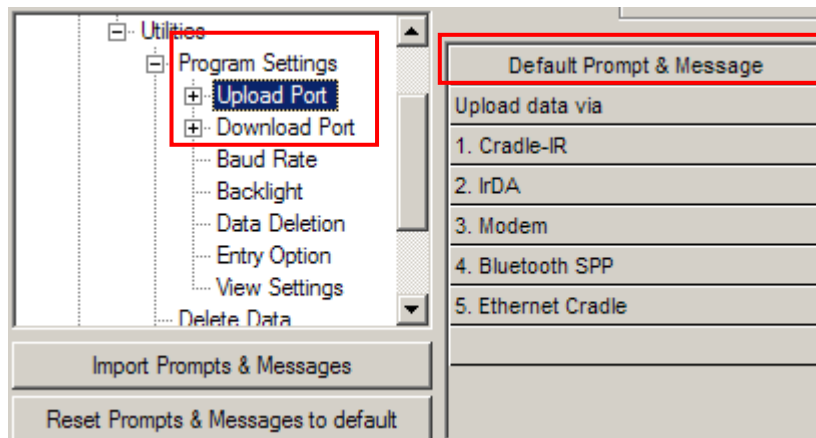 Utilities
Program Settings
Upload Port
Download Port
Baud Rate
Backlight
Data Deletion
Entry Option
View Settings
Delete Data
Import Prompts & Messages
Reset Prompts & Messages to default
Default Prompt & Message
Upload data via
1. Cradle-IR
2. IrDA
3. Modem
4. Bluetooth SPP
5. Ethernet Cradle